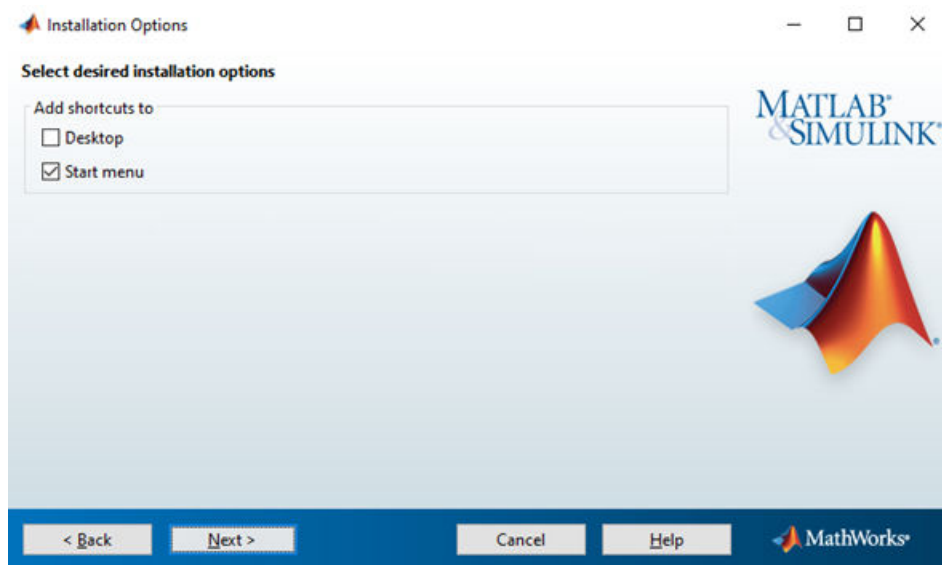 Installation Options
Select desired installation options
Add shortcuts to
Desktop
Start menu
MATLAB®
&SIMULINK®
< Back
Next >
Cancel
Help
MathWorks®